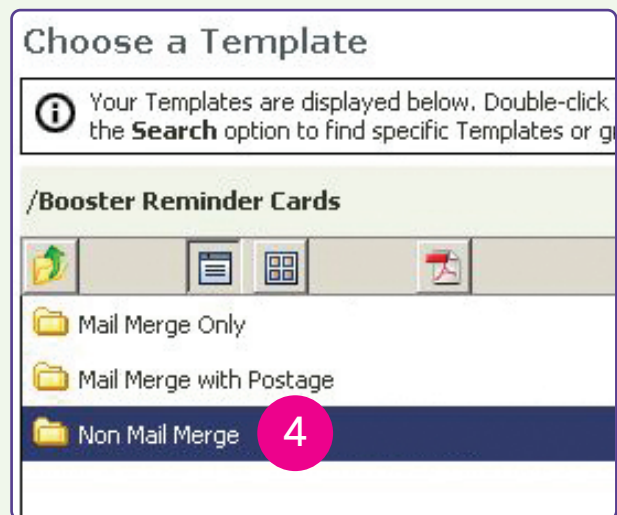 Choose a Template
Your Templates are displayed below. Double-click
the Search option to find specific Templates or
/Booster Reminder Cards
Mail Merge Only
Mail Merge with Postage
Non Mail Merge 4